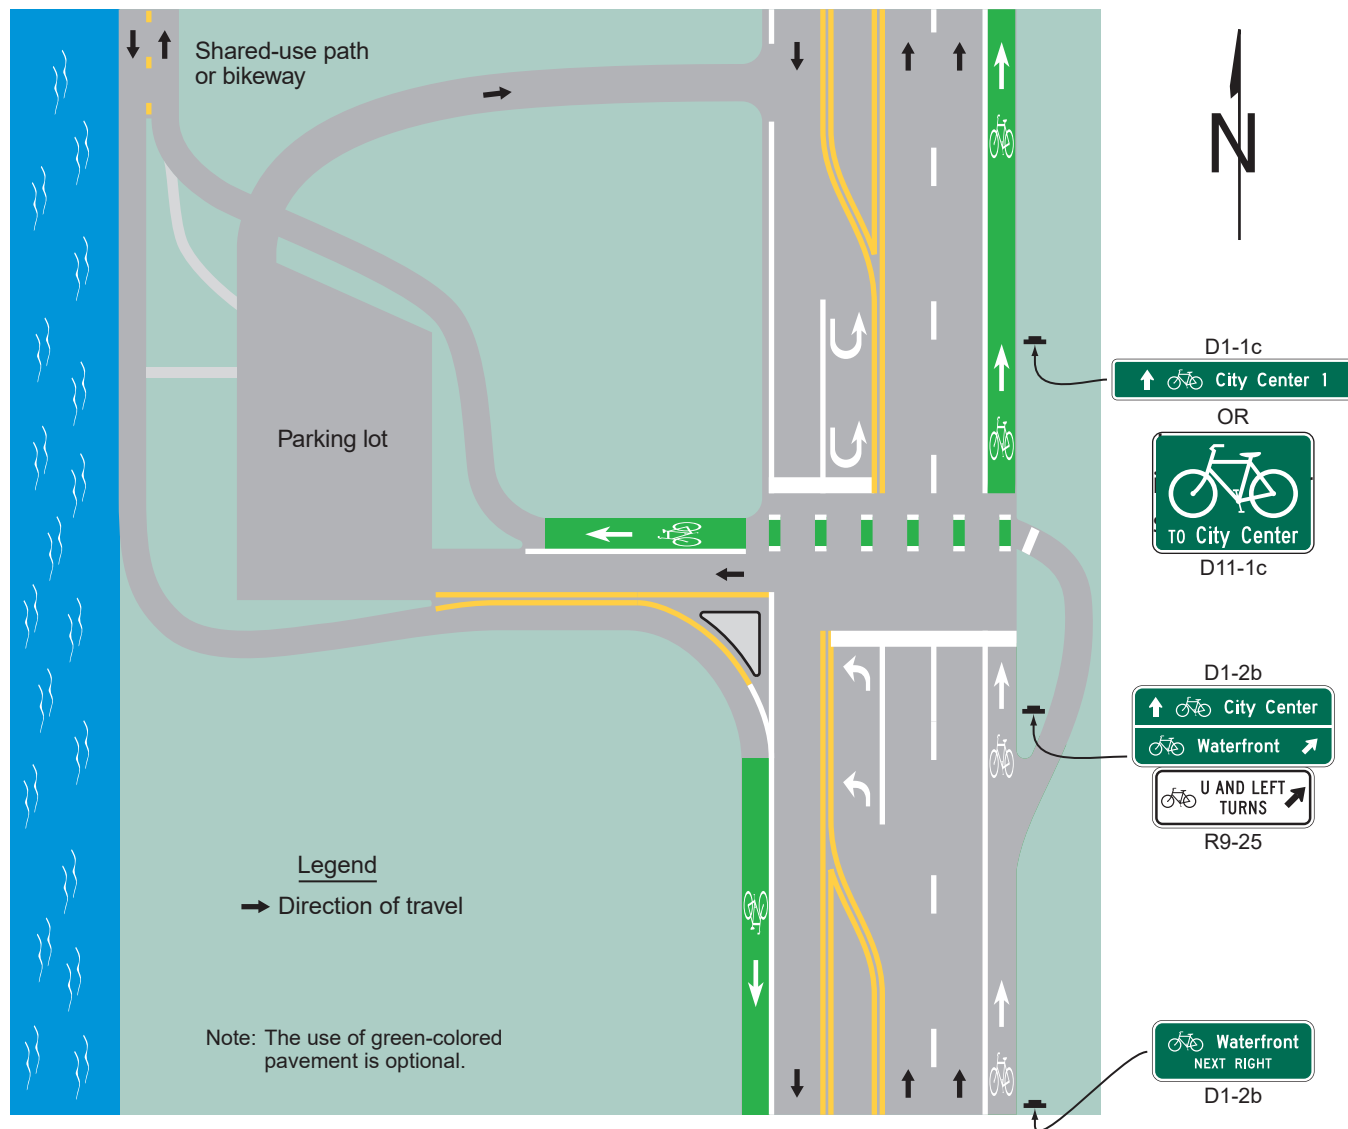 Shared-use path
or bikeway
N
D1-1c
City Center 1
OR
TO City Center
D11-1c
Parking lot
D1-2b
City Center
Waterfront
U AND LEFT
TURNS
R9-25
Legend
Direction of travel
Note: The use of green-colored
pavement is optional.
Waterfront
NEXT RIGHT
D1-2b